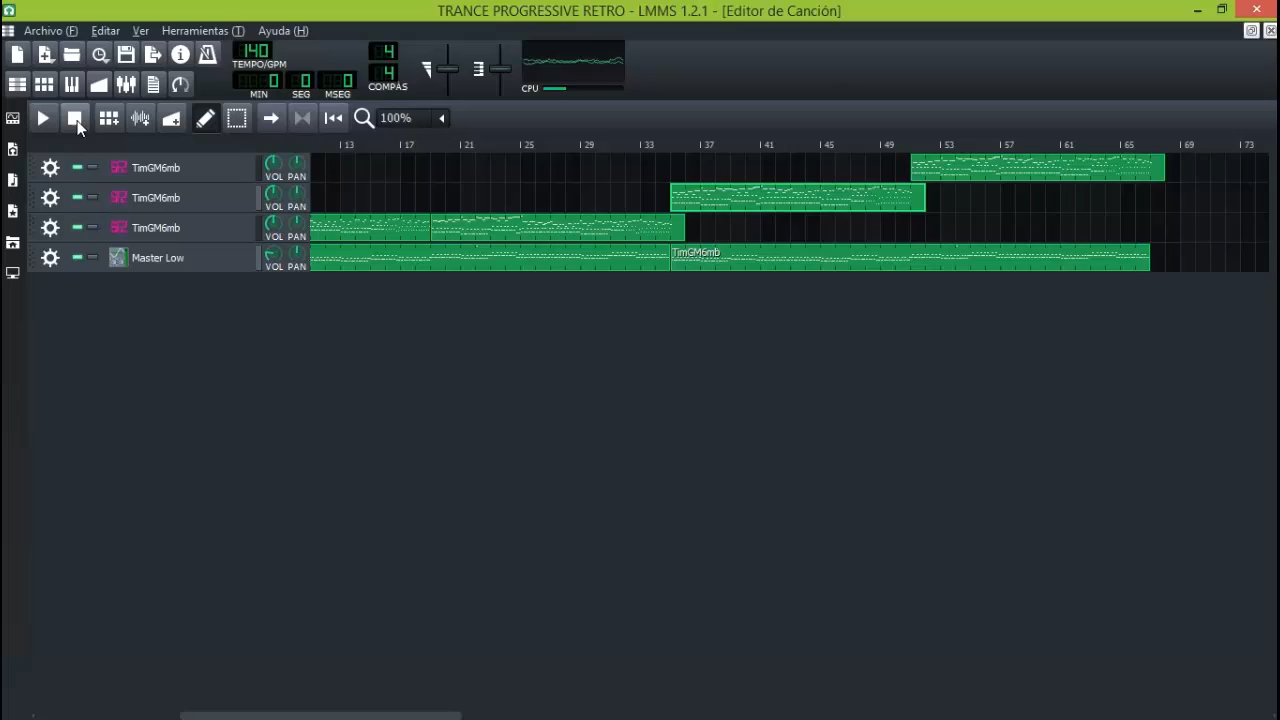 TRANCE PROGRESSIVE RETRO - LMMS 1.2.1 - [Editor de Canción]
Archivo (F) Editar Ver Herramientas (T) Ayuda (H)
140
TEMPO/GPM
4
4
COMPÁS
0 0 0
MIN SEG MSEG
CPU
100%
13 17 21 25 29 33 37 41 45 49 53 57 61 65 69 73
TimGM6mb
VOL PAN
TimGM6mb
VOL PAN
TimGM6mb
VOL PAN
Master Low
VOL PAN
TimGM6mb